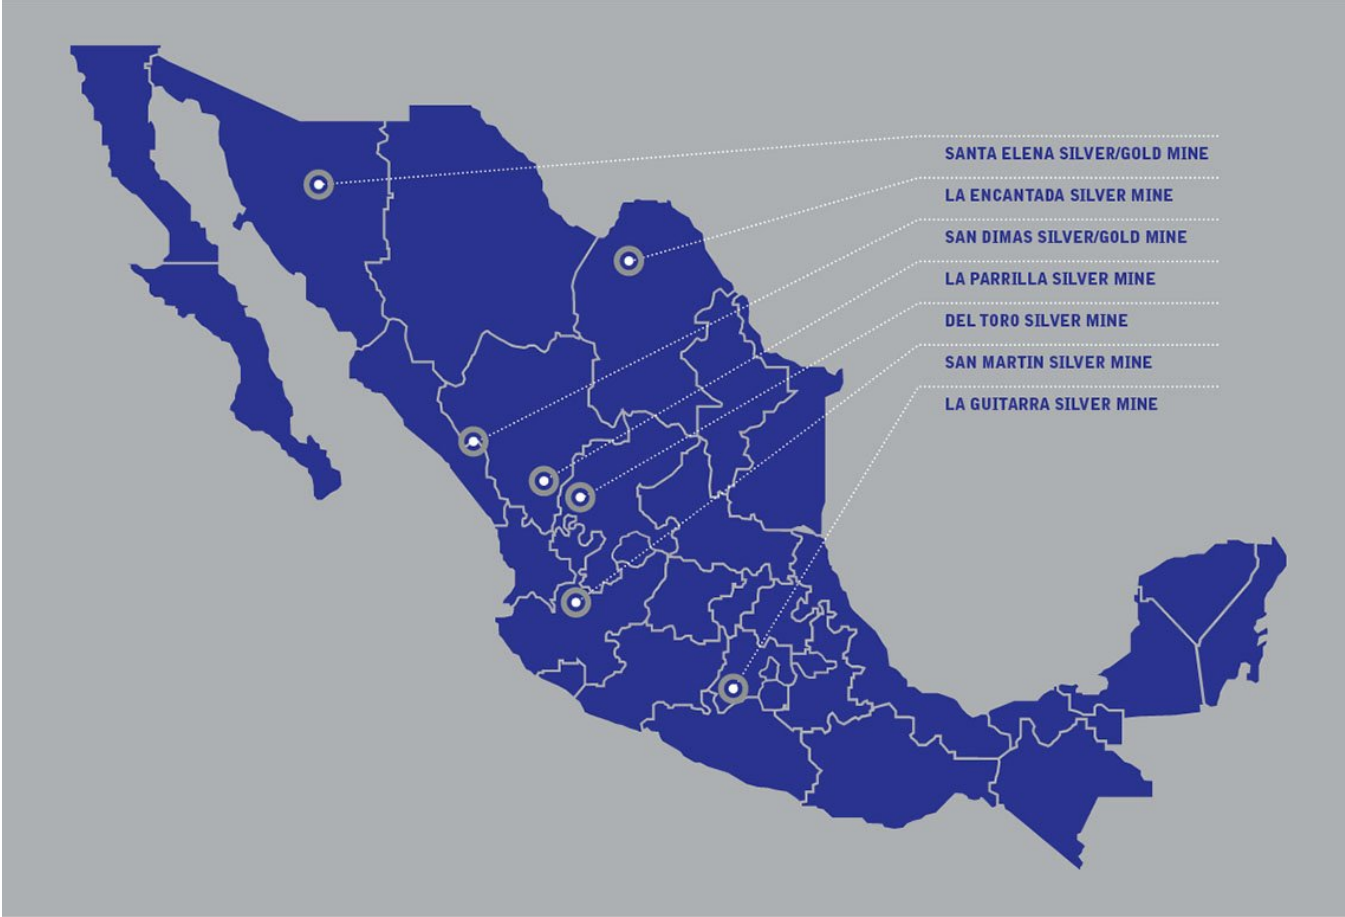 SANTA ELENA SILVER/GOLD MINE
LA ENCANTADA SILVER MINE
SAN DIMAS SILVER/GOLD MINE
LA PARRILLA SILVER MINE
DEL TORO SILVER MINE
SAN MARTIN SILVER MINE
LA GUITARRA SILVER MINE